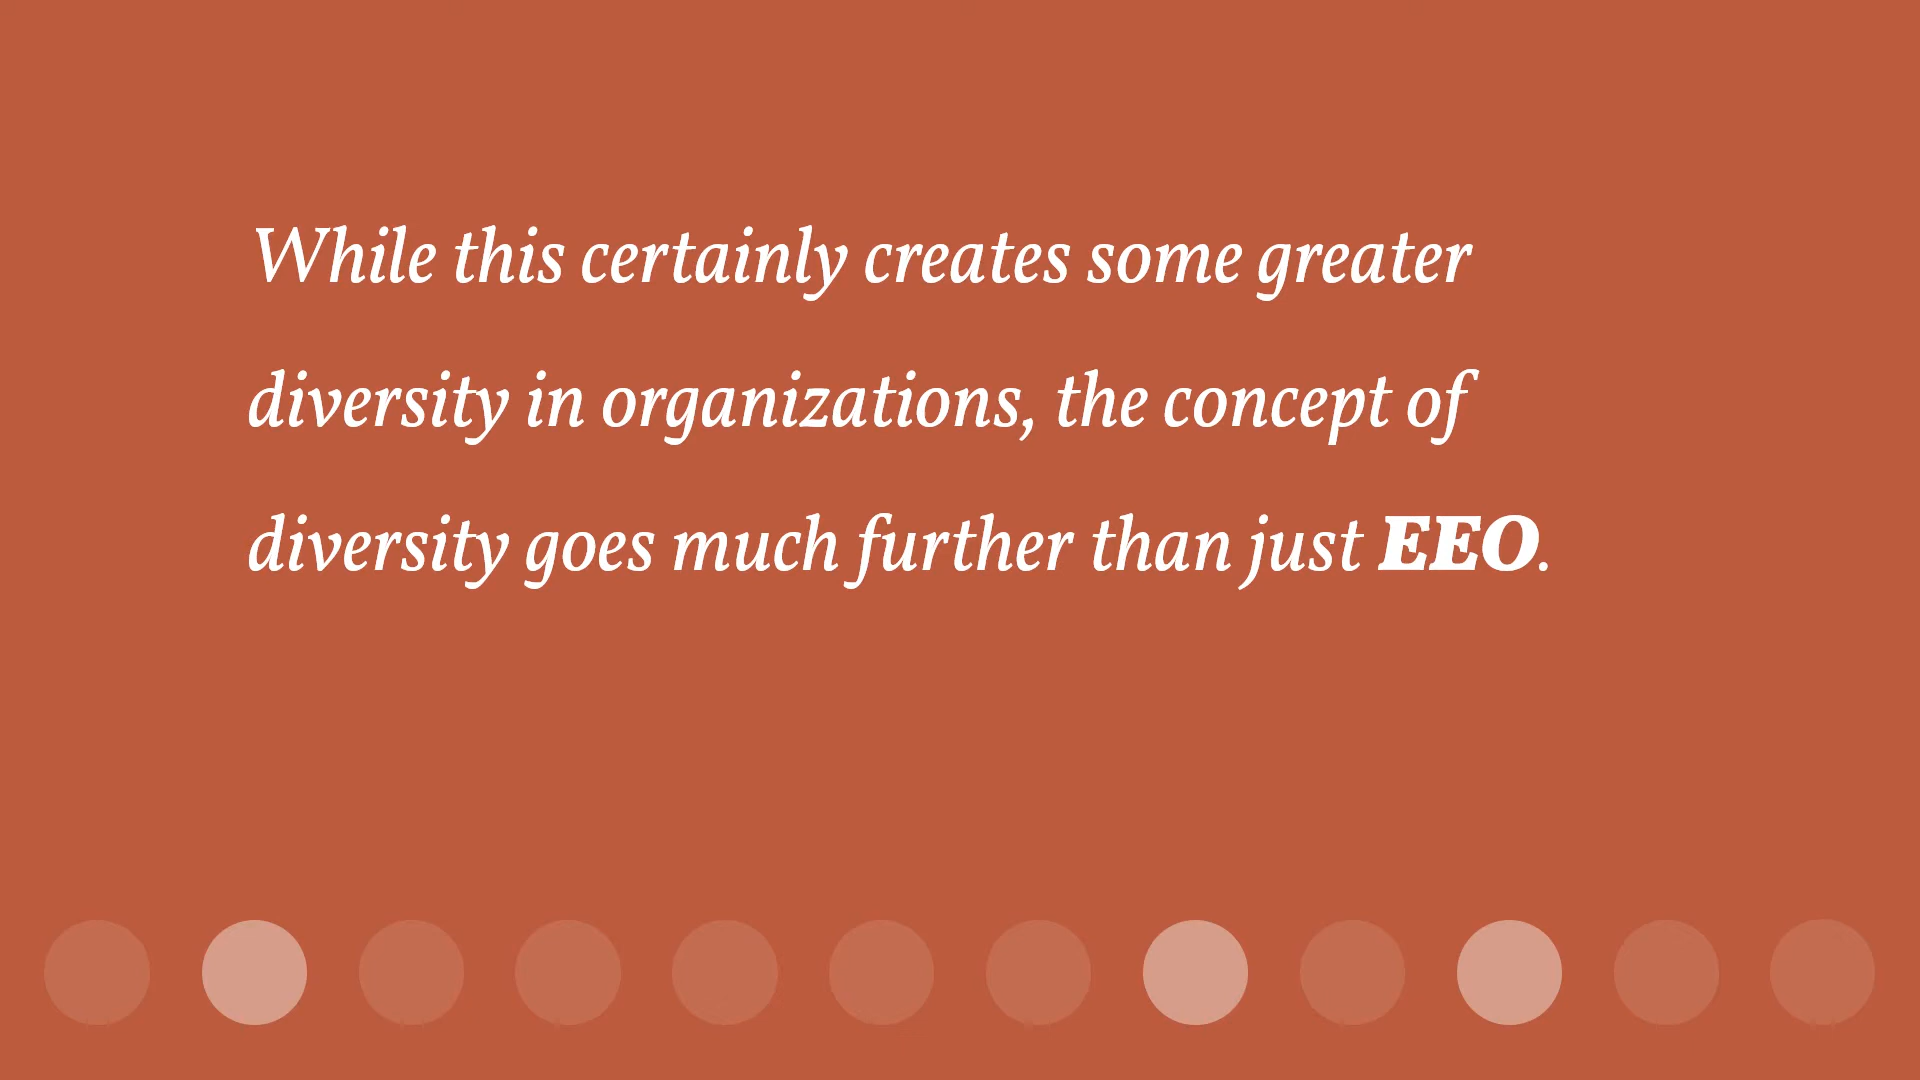 While this certainly creates some greater
diversity in organizations, the concept of
diversity goes much further than just EEO.